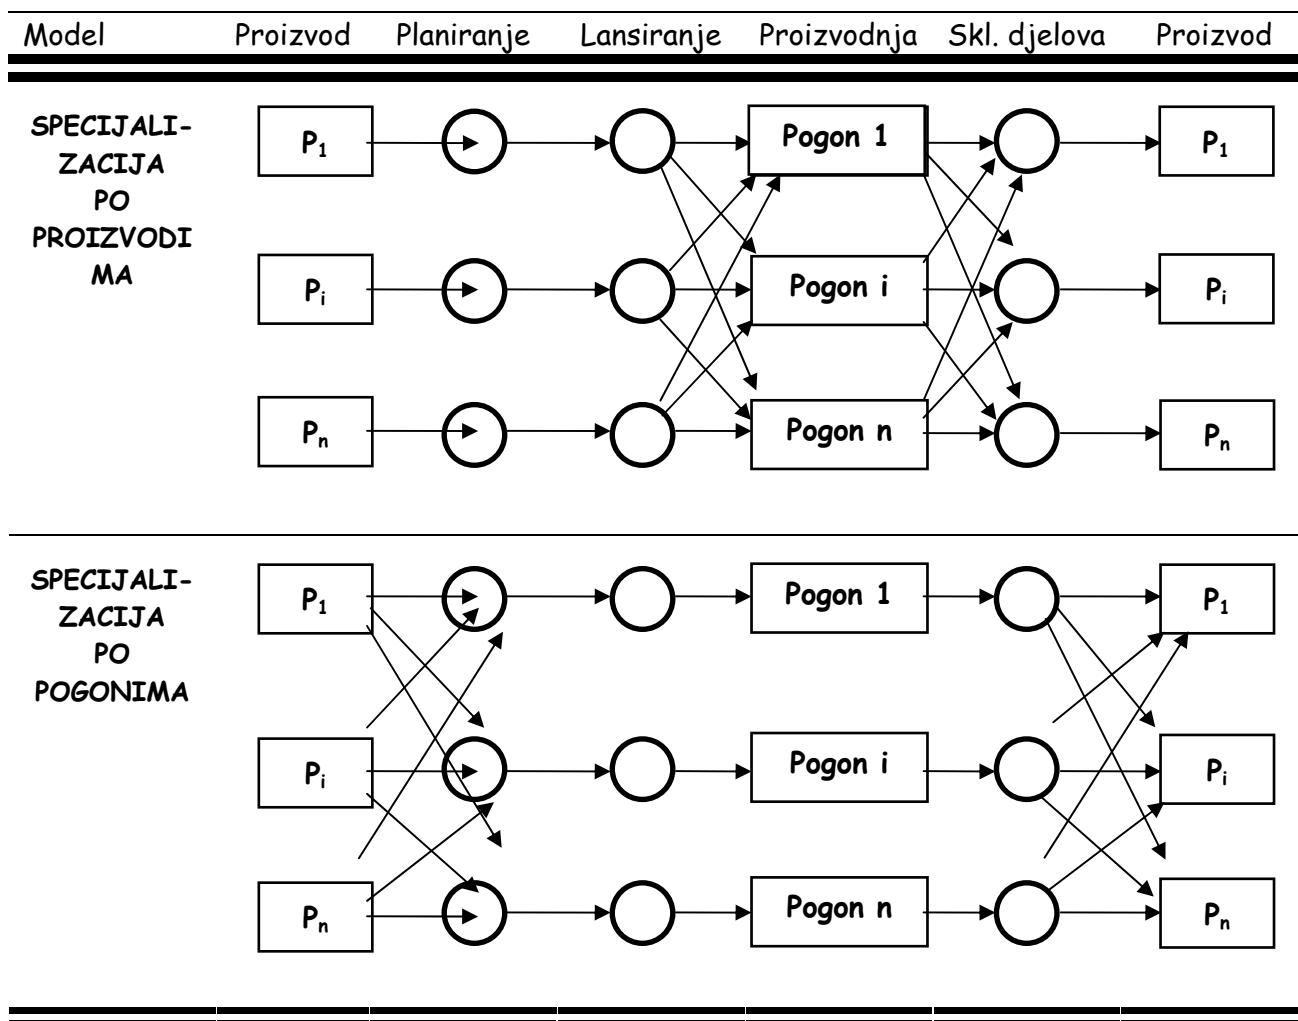 Model Proizvod Planiranje Lansiranje Proizvodnja Skl. djelova Proizvod
SPECIJALI-
ZACIJA
PO
PROIZVODI
MA
P1 Pogon 1 P1
Pi Pogon i Pi
Pn Pogon n Pn
SPECIJALI-
ZACIJA
PO
POGONIMA
P1 Pogon 1 P1
Pi Pogon i Pi
Pn Pogon n Pn